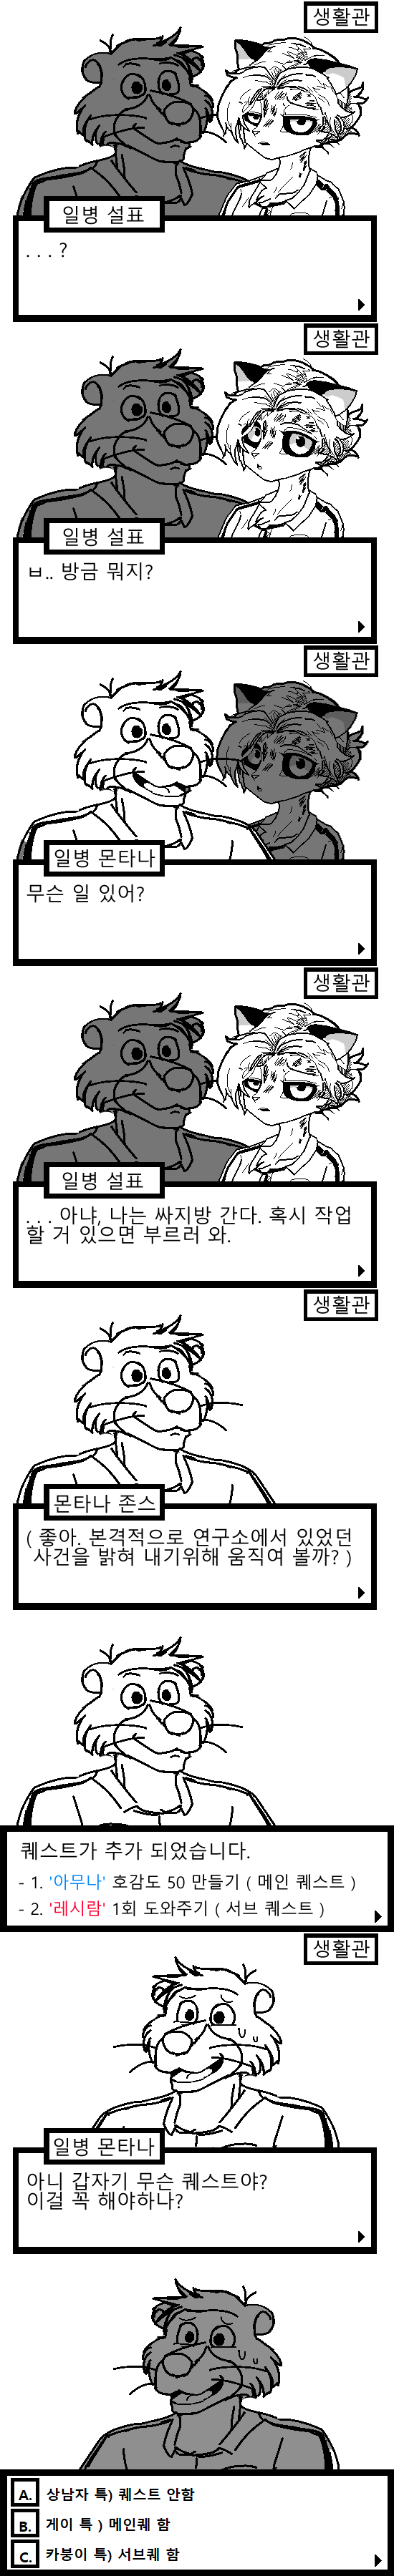 생활관
일병 설표
. . . ?
생활관
일병 설표
ㅂ.. 방금 뭐지?
생활관
일병 몬타나
무슨 일 있어?
생활관
일병 설표
. . . 아냐, 나는 싸지방 간다. 혹시 작업
할 거 있으면 부르러 와.
생활관
몬타나 존스
( 좋아. 본격적으로 연구소에서 있었던
사건을 밝혀 내기위해 움직여 볼까? )
퀘스트가 추가 되었습니다.
- 1. '아무나' 호감도 50 만들기 ( 메인 퀘스트 )
- 2. '레시람' 1회 도와주기 ( 서브 퀘스트 )
생활관
일병 몬타나
아니 갑자기 무슨 퀘스트야?
이걸 꼭 해야하나?
A. 상남자 특) 퀘스트 안함
B. 게이 특 ) 메인퀘 함
C. 카붕이 특) 서브퀘 함